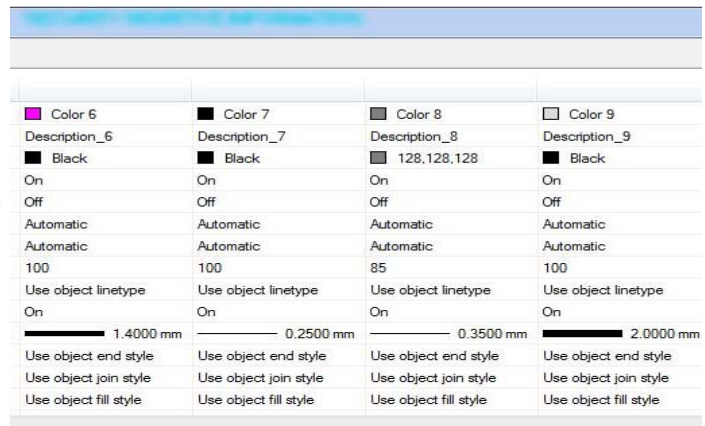 Color 6 Color 7 Color 8 Color 9
Description_6 Description_7 Description_8 Description_9
Black Black 128,128,128 Black
On On On On
Off Off Off Off
Automatic Automatic Automatic Automatic
Automatic Automatic Automatic Automatic
100 100 85 100
Use object linetype Use object linetype Use object linetype Use object linetype
On On On On
1.4000 mm 0.2500 mm 0.3500 mm 2.0000 mm
Use object end style Use object end style Use object end style Use object end style
Use object join style Use object join style Use object join style Use object join style
Use object fill style Use object fill style Use object fill style Use object fill style